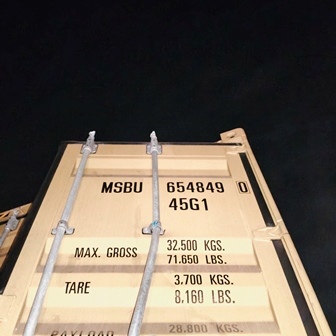 MSBU 654849 0
45G1
MAX. GROSS 32.500 KGS.
71.650 LBS.
TARE 3.700 KGS.
8,160 LBS.
PAYLOAD 28.800 KGS.